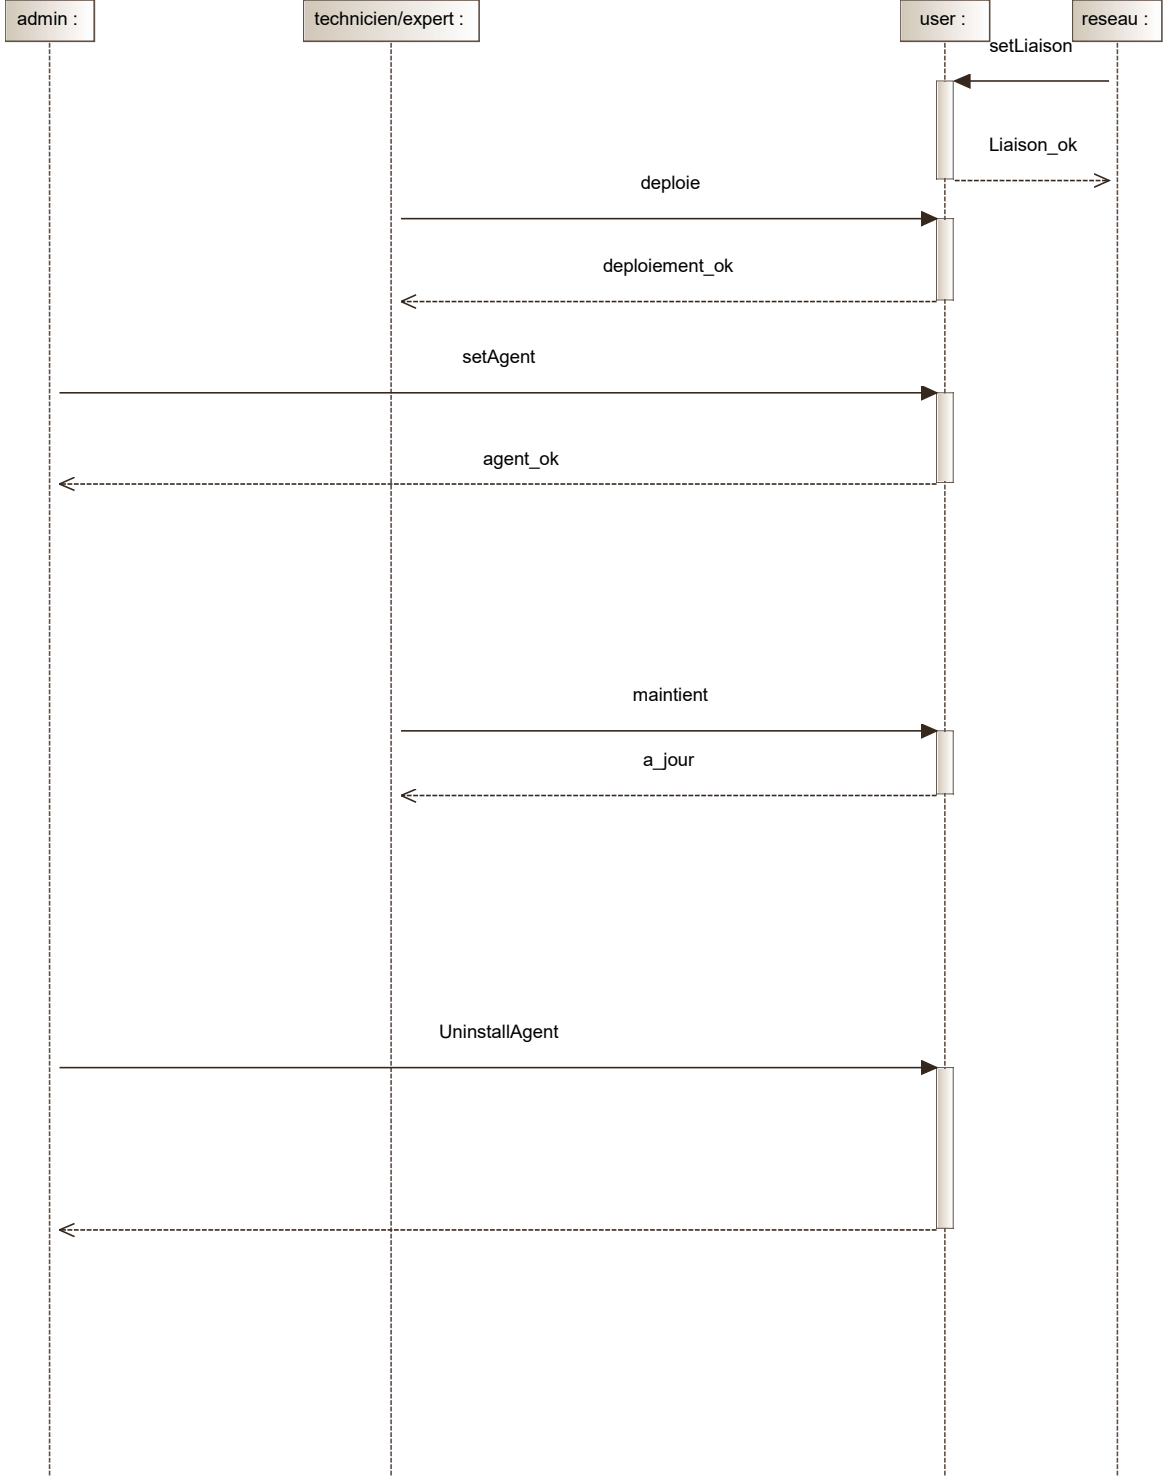 admin :
technicien/expert :
user :
reseau :
setLiaison
Liaison_ok
deploie
deploiement_ok
setAgent
agent_ok
maintient
a_jour
UninstallAgent